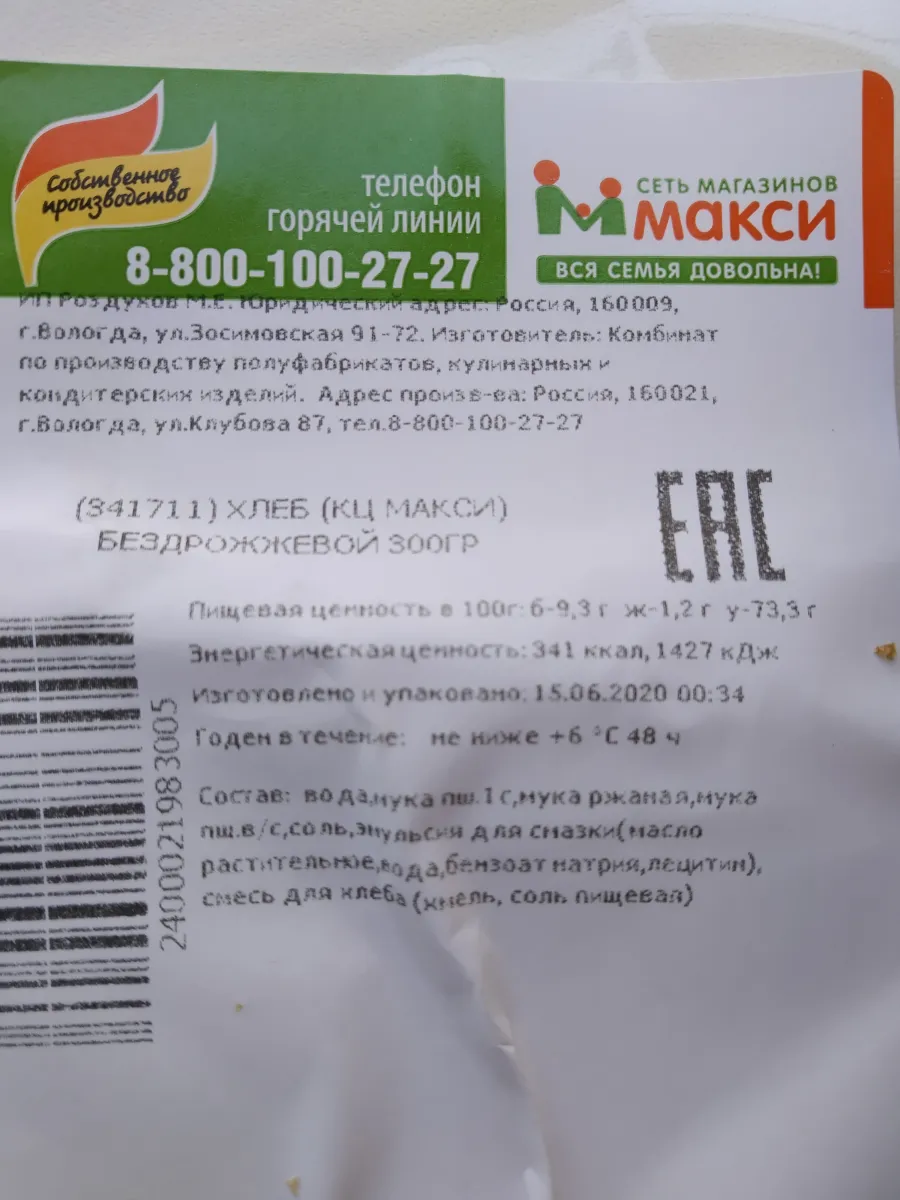 Собственное
производство
телефон
горячей линии
8-800-100-27-27
СЕТЬ МАГАЗИНОВ
МАКСИ
ВСЯ СЕМЬЯ ДОВОЛЬНА!
ИП Роздухов М.Е. Юридический адрес: Россия, 160009,
г.Вологда, ул.Зосимовская 91-72. Изготовитель: Комбинат
по производству полуфабрикатов, кулинарных и
кондитерских изделий. Адрес произв-ва: Россия, 160021,
г.Вологда, ул.Клубова 87, тел.8-800-100-27-27
(341711) ХЛЕБ (КЦ МАКСИ)
БЕЗДРОЖЖЕВОЙ 300ГР
EAC
Пищевая ценность в 100г: б-9,3 г ж-1,2 г у-73,3 г
Энергетическая ценность: 341 ккал, 1427 кДж
Изготовлено и упаковано: 15.06.2020 00:34
Годен в течение: не ниже +6 °C 48 ч
Состав: вода,мука пш.1с,мука ржаная,мука
пш.в/с,соль,эмульсия для смазки(масло
растительное,вода,бензоат натрия,лецитин),
смесь для хлеба(хмель, соль пищевая)
2400021983005